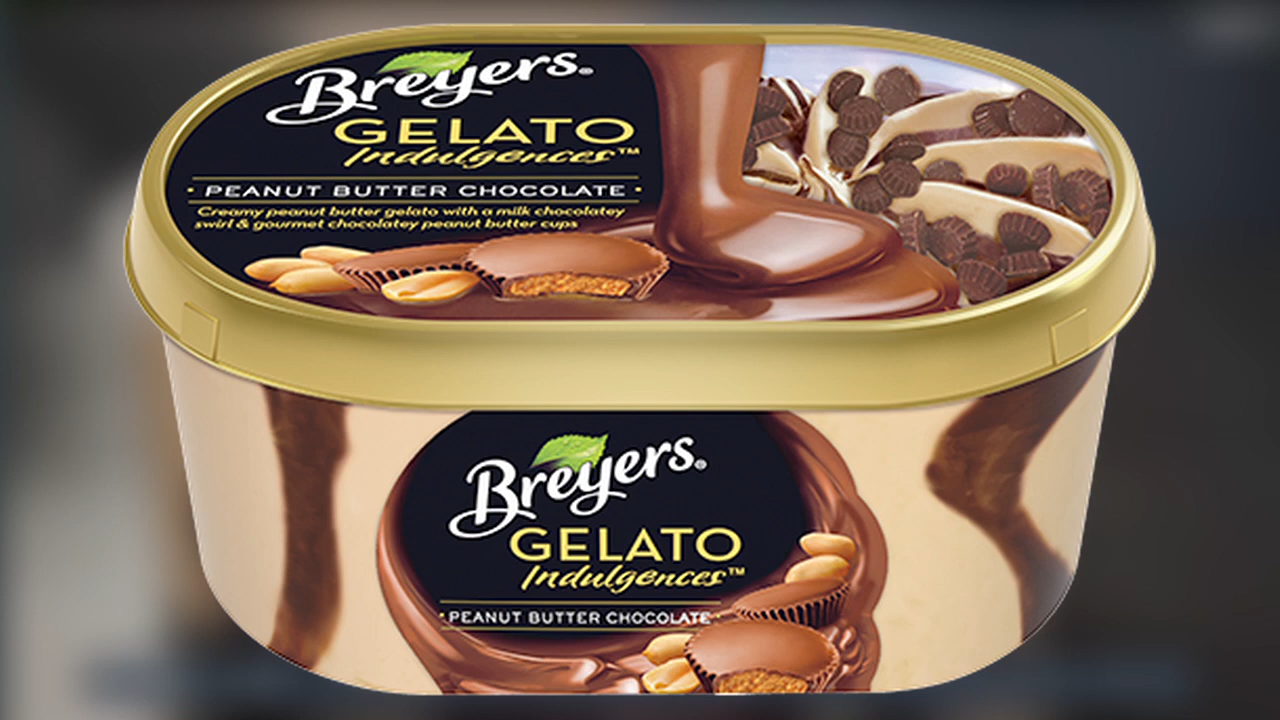 Breyers®
GELATO
Indulgences™
• PEANUT BUTTER CHOCOLATE •
Creamy peanut butter gelato with a milk chocolatey
swirl & gourmet chocolatey peanut butter cups
Breyers®
GELATO
Indulgences™
• PEANUT BUTTER CHOCOLATE •